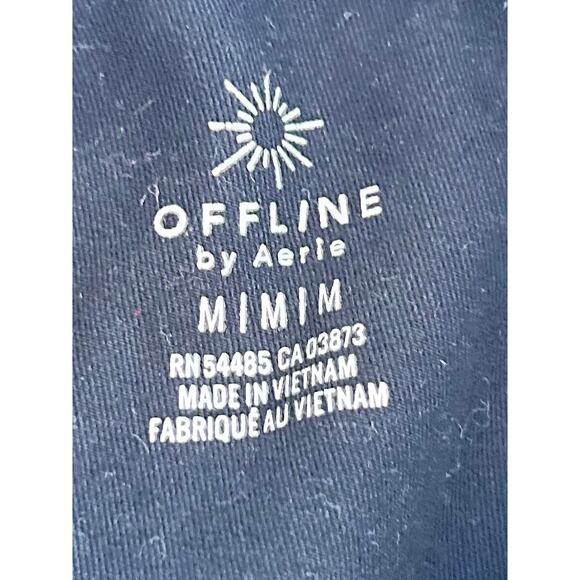 OFFLINE
by Aerie
M | M | M
RN 54485 CA 03873
MADE IN VIETNAM
FABRIQUÉ AU VIETNAM